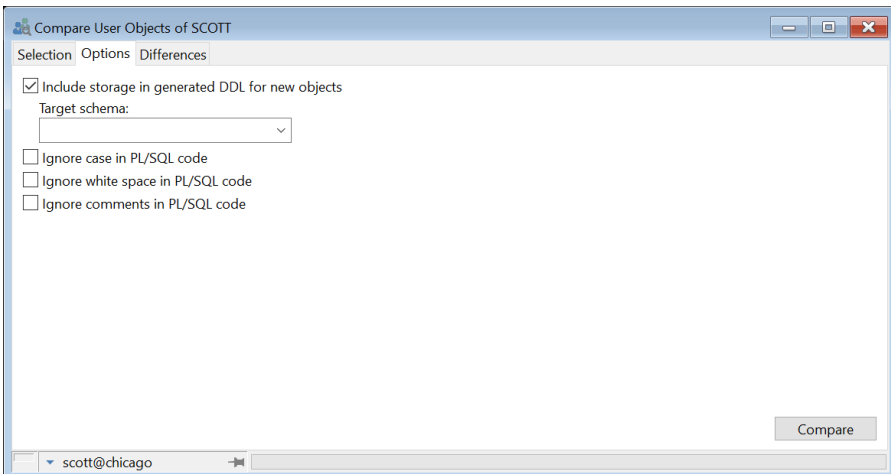 Compare User Objects of SCOTT
Selection Options Differences
Include storage in generated DDL for new objects
Target schema:
Ignore case in PL/SQL code
Ignore white space in PL/SQL code
Ignore comments in PL/SQL code
Compare
scott@chicago